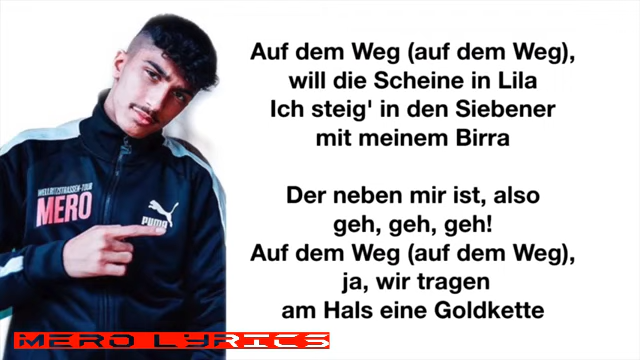 Auf dem Weg (auf dem Weg),
will die Scheine in Lila
Ich steig' in den Siebener
mit meinem Birra
Der neben mir ist, also
geh, geh, geh!
Auf dem Weg (auf dem Weg),
ja, wir tragen
am Hals eine Goldkette
WELLRITZSTRASSEN-TOUR
MERO
PUMA
MERO LYRICS